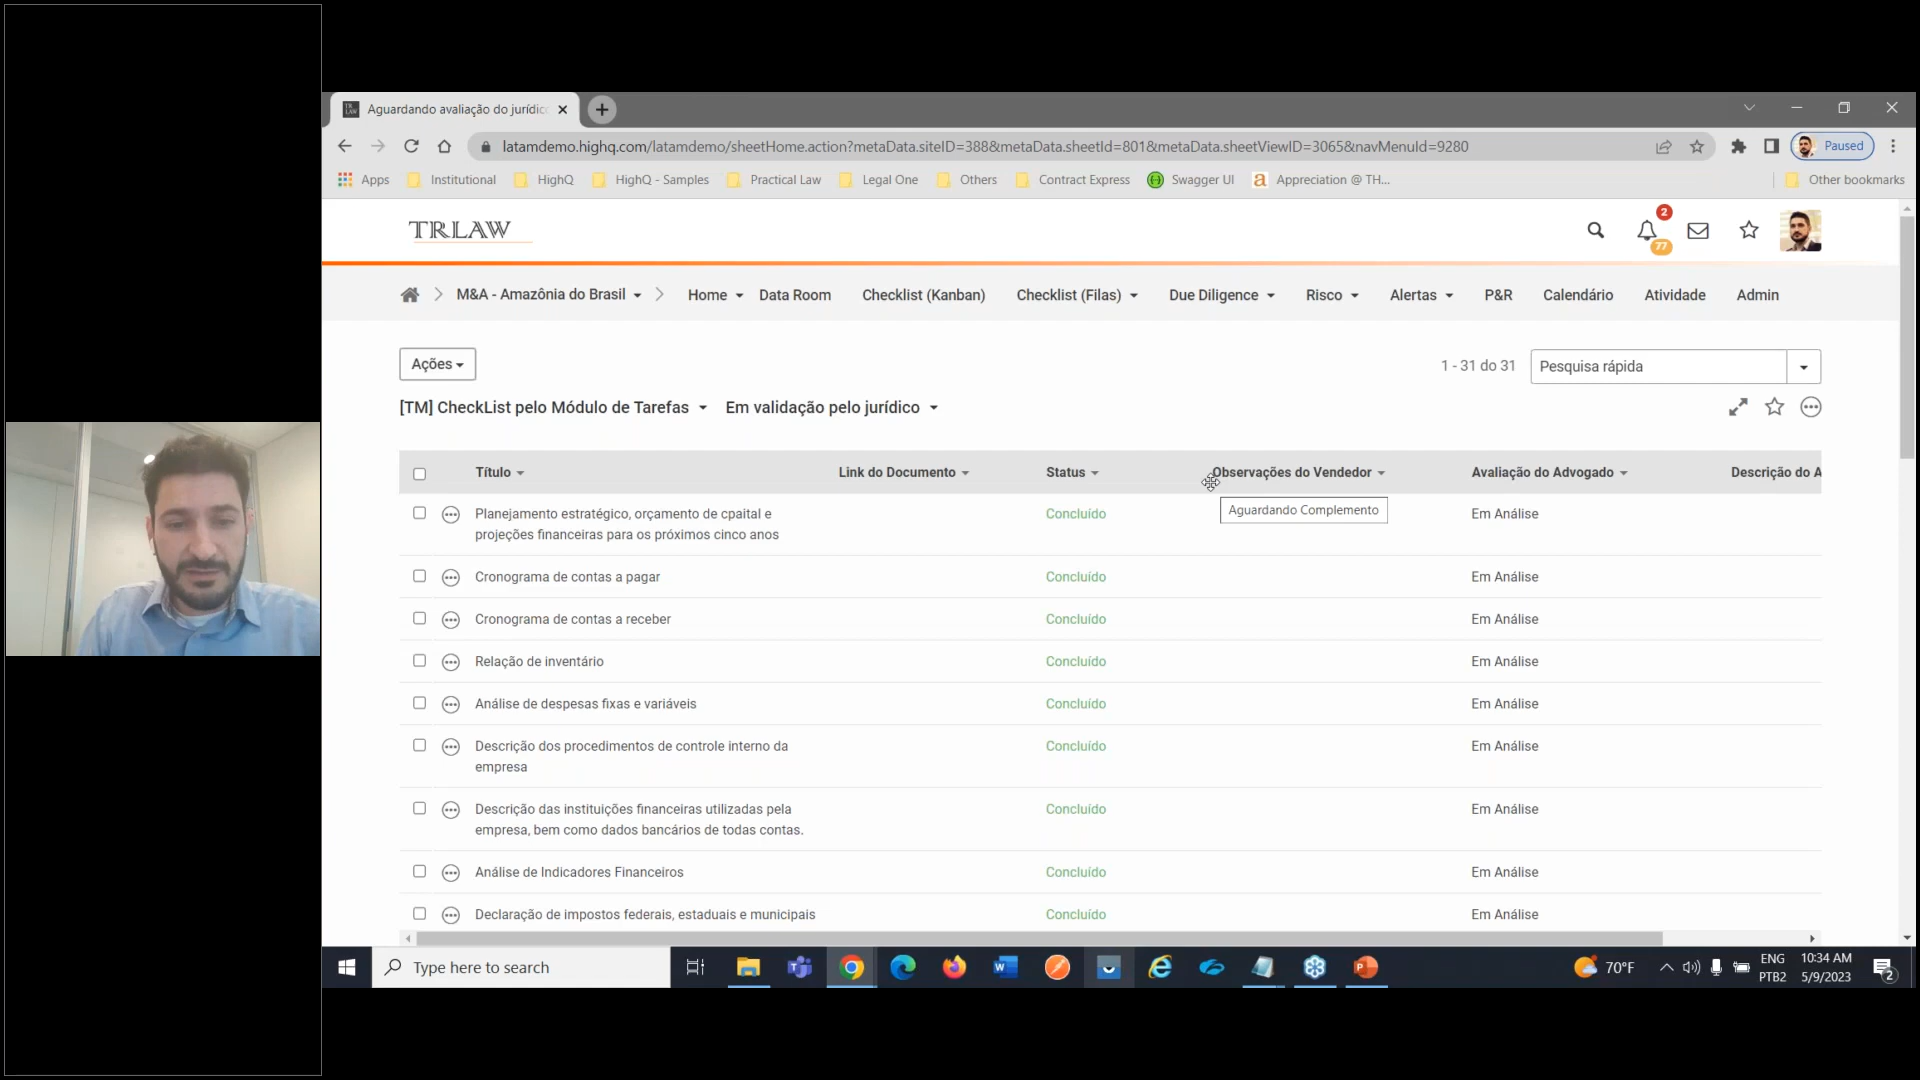 Aguardando avaliação do jurídic
latamdemo.highq.com/latamdemo/sheetHome.action?metaData.siteID=388&metaData.sheetId=801&metaData.sheetViewID=3065&navMenuId=9280
Paused
Apps Institutional HighQ HighQ - Samples Practical Law Legal One Others Contract Express Swagger UI Appreciation @ TH... Other bookmarks
TRLAW
2
77
M&A - Amazônia do Brasil Home Data Room Checklist (Kanban) Checklist (Filas) Due Diligence Risco Alertas P&R Calendário Atividade Admin
Ações
1 - 31 do 31
Pesquisa rápida
[TM] CheckList pelo Módulo de Tarefas Em validação pelo jurídico
Título Link do Documento Status Observações do Vendedor Avaliação do Advogado Descrição do A
Aguardando Complemento
Planejamento estratégico, orçamento de cpaital e
projeções financeiras para os próximos cinco anos
Concluído Em Análise
Cronograma de contas a pagar Concluído Em Análise
Cronograma de contas a receber Concluído Em Análise
Relação de inventário Concluído Em Análise
Análise de despesas fixas e variáveis Concluído Em Análise
Descrição dos procedimentos de controle interno da
empresa
Concluído Em Análise
Descrição das instituições financeiras utilizadas pela
empresa, bem como dados bancários de todas contas.
Concluído Em Análise
Análise de Indicadores Financeiros Concluído Em Análise
Declaração de impostos federais, estaduais e municipais Concluído Em Análise
Type here to search
70°F
ENG
PTB2
10:34 AM
5/9/2023
2